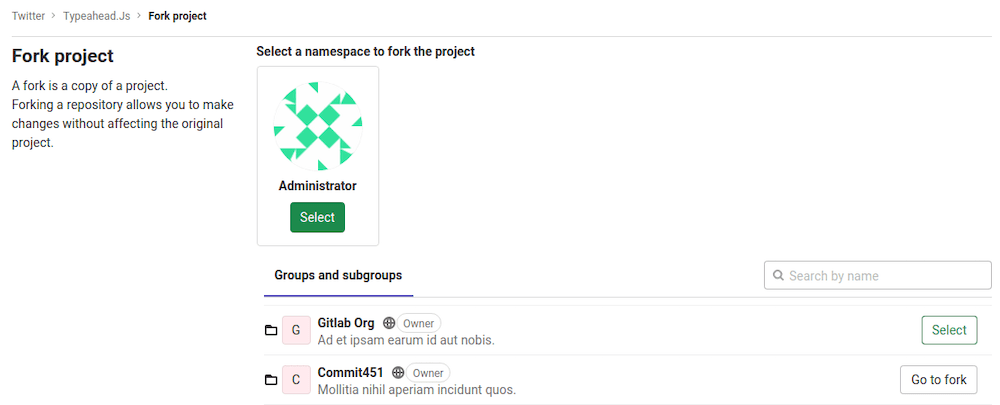 Twitter > Typeahead.Js > Fork project
Fork project
A fork is a copy of a project.
Forking a repository allows you to make
changes without affecting the original
project.
Select a namespace to fork the project
Administrator
Select
Groups and subgroups
Search by name
G
Gitlab Org Owner
Ad et ipsam earum id aut nobis.
Select
C
Commit451 Owner
Mollitia nihil aperiam incidunt quos.
Go to fork